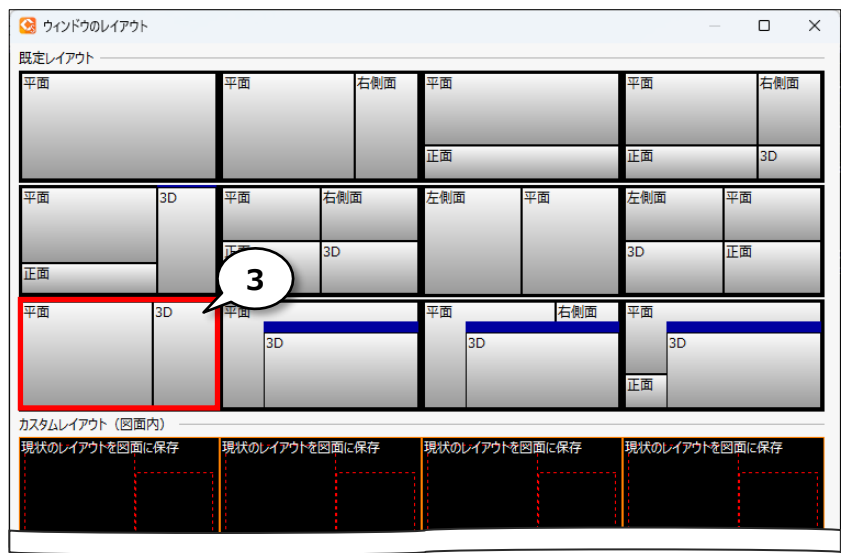 ウィンドウのレイアウト
既定レイアウト
平面
平面 右側面
平面
平面 右側面
正面
正面 3D
平面 3D
平面 右側面
左側面 平面
左側面 平面
正面 3D
3D 正面
正面
3
平面 3D
平面
平面 右側面
平面
3D
3D
3D
正面
カスタムレイアウト（図面内）
現状のレイアウトを図面に保存
現状のレイアウトを図面に保存
現状のレイアウトを図面に保存
現状のレイアウトを図面に保存